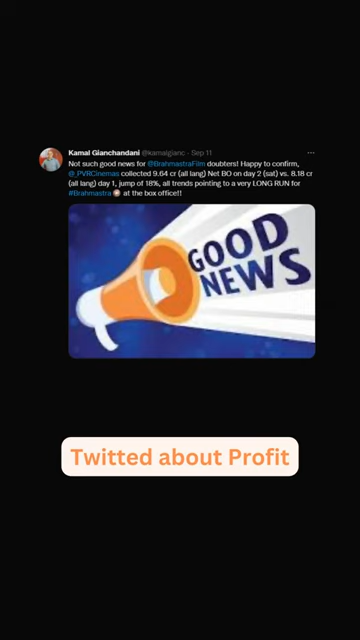 Kamal Gianchandani @kamalgianc · Sep 11
Not such good news for @BrahmastraFilm doubters! Happy to confirm,
@_PVRCinemas collected 9.64 cr (all lang) Net BO on day 2 (sat) vs. 8.18 cr
(all lang) day 1, jump of 18%, all trends pointing to a very LONG RUN for
#Brahmastra at the box office!!
GOOD
NEWS
Twitted about Profit